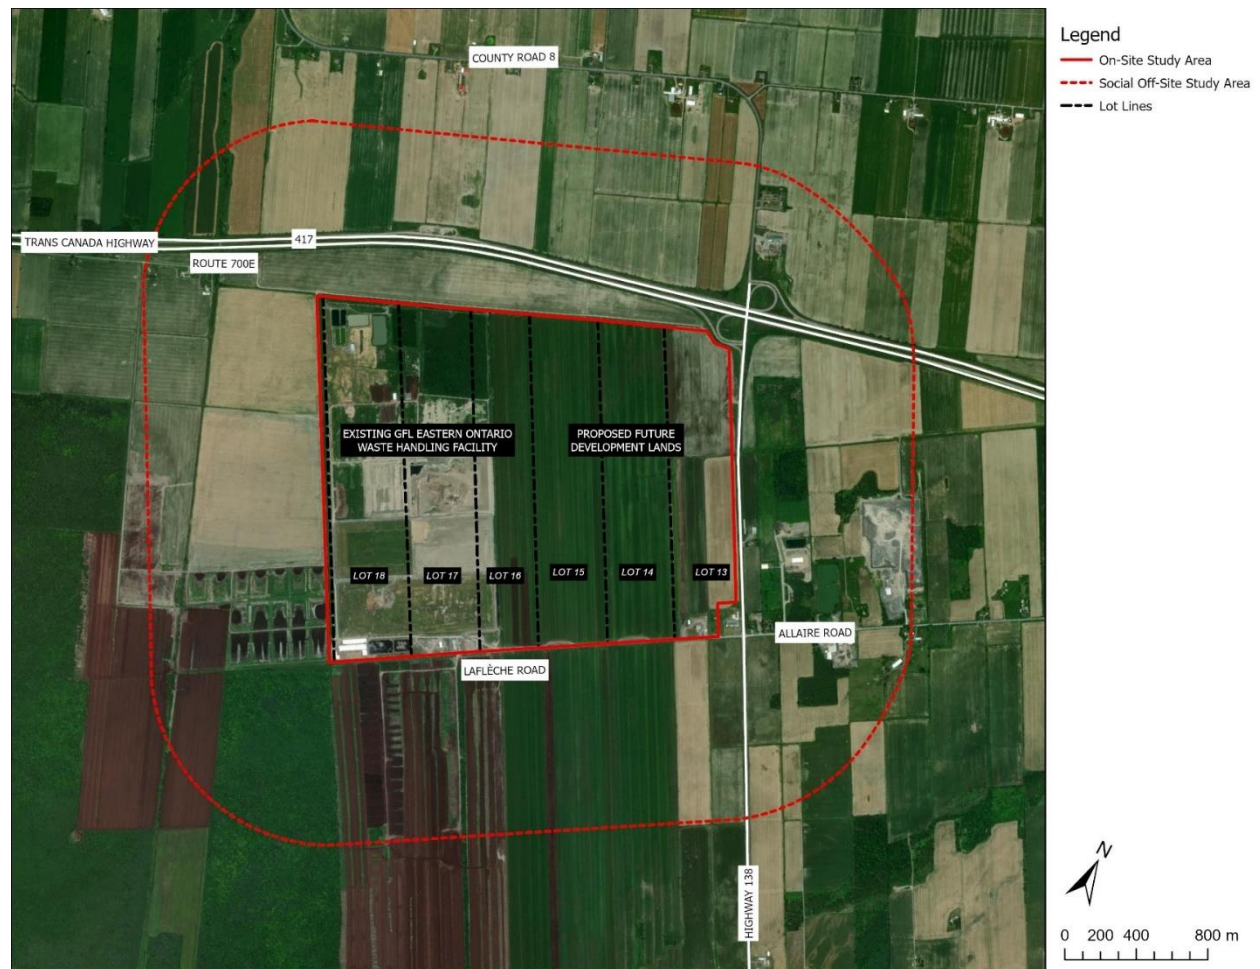 COUNTY ROAD 8
Legend
On-Site Study Area
Social Off-Site Study Area
Lot Lines
TRANS CANADA HIGHWAY
417
ROUTE 700E
EXISTING GFL EASTERN ONTARIO
WASTE HANDLING FACILITY
PROPOSED FUTURE
DEVELOPMENT LANDS
LOT 18
LOT 17
LOT 16
LOT 15
LOT 14
LOT 13
ALLAIRE ROAD
LAFLÈCHE ROAD
HIGHWAY 138
N
0 200 400 800 m